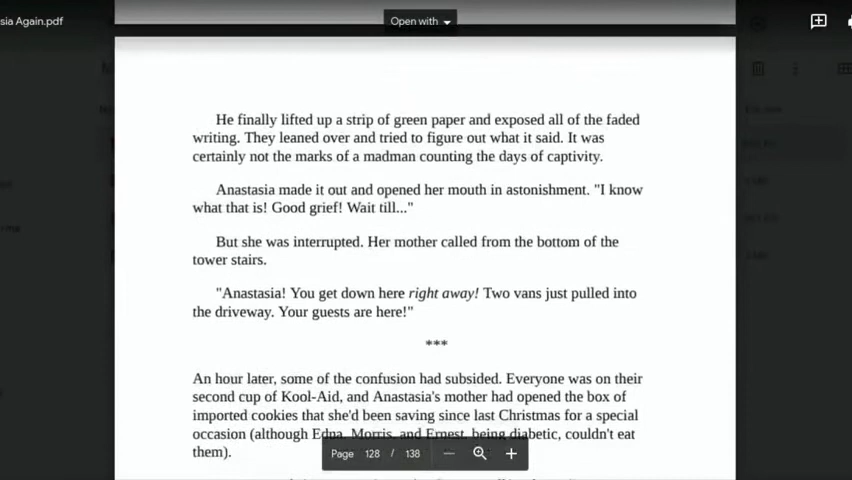 sia Again.pdf
Open with
He finally lifted up a strip of green paper and exposed all of the faded
writing. They leaned over and tried to figure out what it said. It was
certainly not the marks of a madman counting the days of captivity.
Anastasia made it out and opened her mouth in astonishment. "I know
what that is! Good grief! Wait till..."
But she was interrupted. Her mother called from the bottom of the
tower stairs.
"Anastasia! You get down here right away! Two vans just pulled into
the driveway. Your guests are here!"
***
An hour later, some of the confusion had subsided. Everyone was on their
second cup of Kool-Aid, and Anastasia's mother had opened the box of
imported cookies that she'd been saving since last Christmas for a special
occasion (although Edna, Morris, and Ernest, being diabetic, couldn't eat
them).
Page 128 / 138